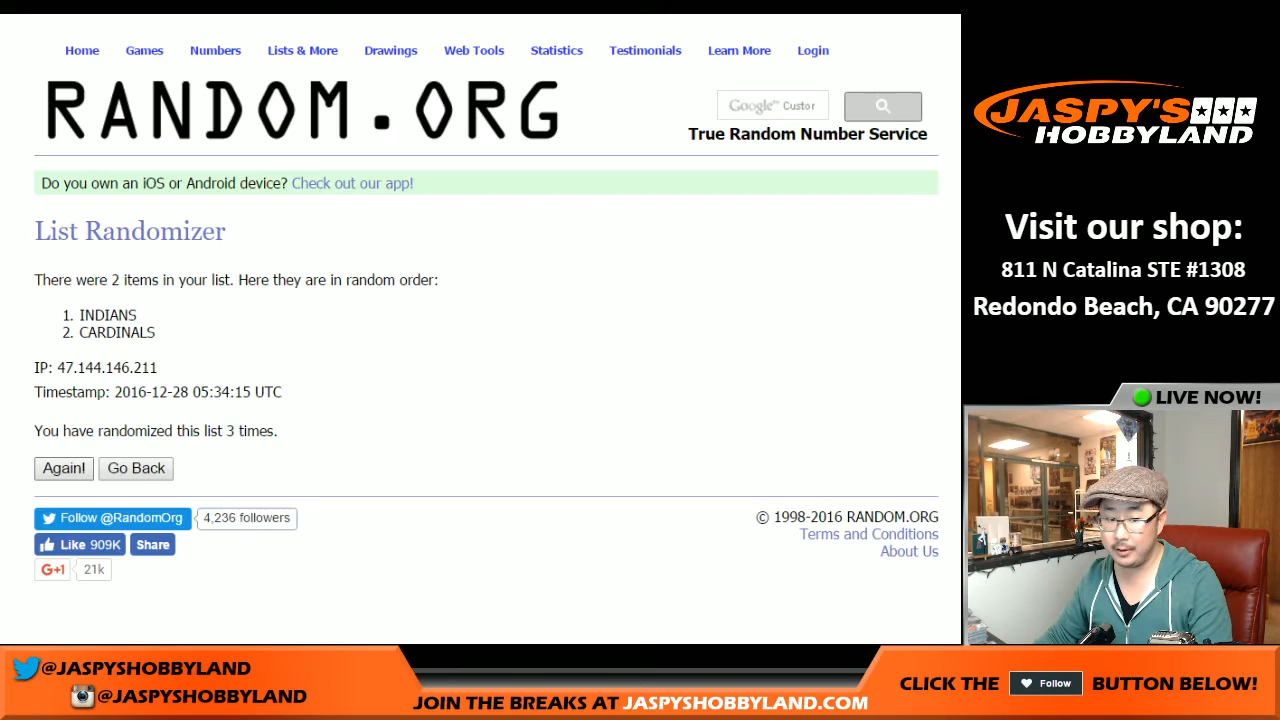 Home Games Numbers Lists & More Drawings Web Tools Statistics Testimonials Learn More Login
RANDOM.ORG
Google™ Custor
True Random Number Service
Do you own an iOS or Android device? Check out our app!
List Randomizer
There were 2 items in your list. Here they are in random order:
1. INDIANS
2. CARDINALS
IP: 47.144.146.211
Timestamp: 2016-12-28 05:34:15 UTC
You have randomized this list 3 times.
Again! Go Back
Follow @RandomOrg 4,236 followers
Like 909K Share
G+1 21k
© 1998-2016 RANDOM.ORG
Terms and Conditions
About Us
JASPY'S
HOBBYLAND
Visit our shop:
811 N Catalina STE #1308
Redondo Beach, CA 90277
LIVE NOW!
@JASPYSHOBBYLAND
@JASPYSHOBBYLAND
JOIN THE BREAKS AT JASPYSHOBBYLAND.COM
CLICK THE Follow BUTTON BELOW!